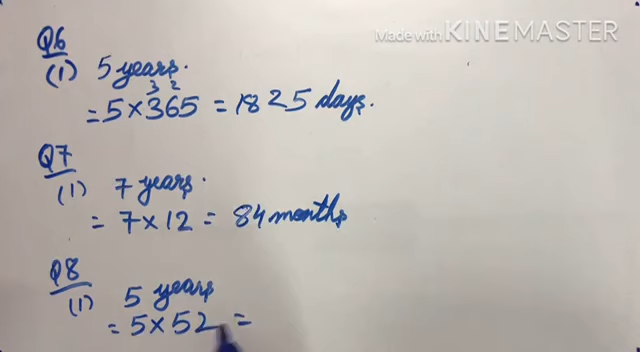 Made with KINEMASTER
Q6
(1) 5 years.
3 2
= 5 × 365 = 1825 days.
Q7
(1) 7 years.
= 7 × 12 = 84 months
Q8
(1) 5 years
= 5 × 52 =